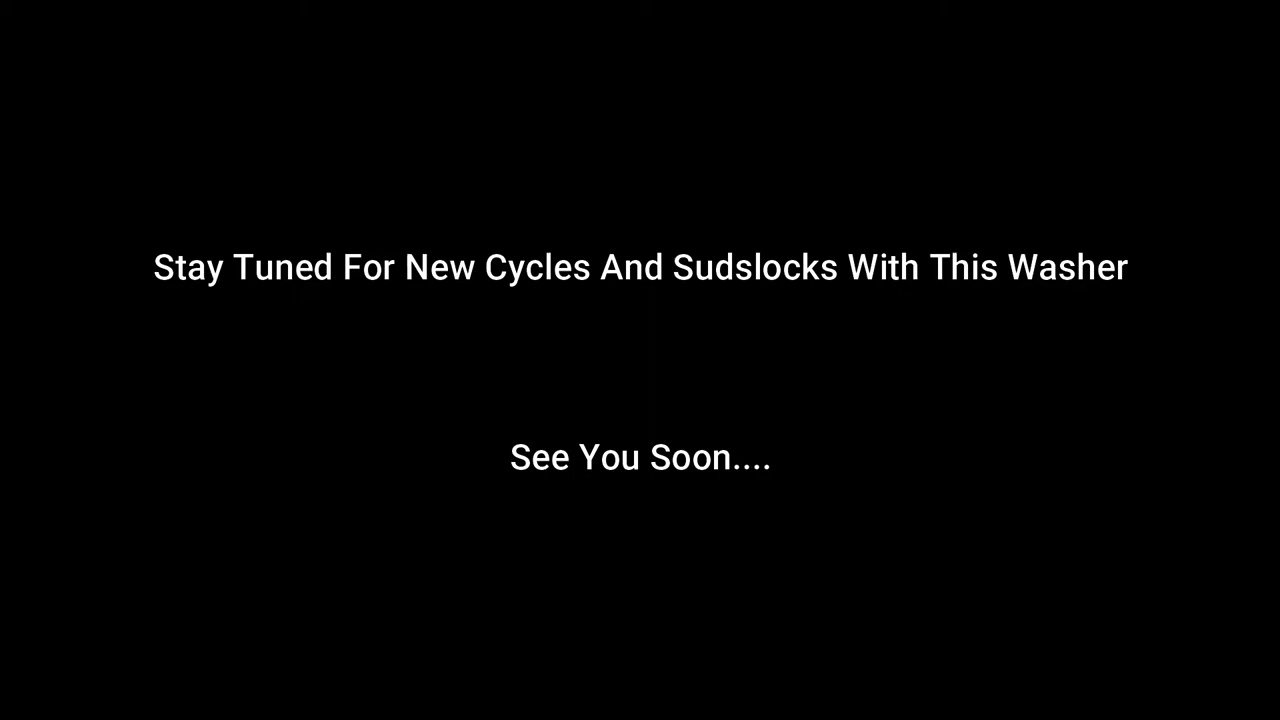 Stay Tuned For New Cycles And Sudslocks With This Washer
See You Soon....